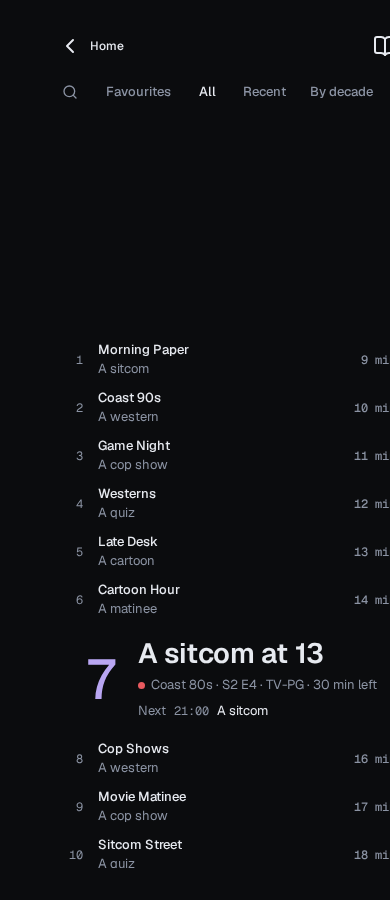 Home
Favourites All Recent By decade
Morning Paper
1 9 mi
A sitcom
Coast 90s
2 10 mi
A western
Game Night
3 11 mi
A cop show
Westerns
4 12 mi
A quiz
Late Desk
5 13 mi
A cartoon
Cartoon Hour
6 14 mi
A matinee
7 A sitcom at 13
Coast 80s · S2 E4 · TV-PG · 30 min left
Next 21:00 A sitcom
Cop Shows
8 16 mi
A western
Movie Matinee
9 17 mi
A cop show
Sitcom Street
10 18 mi
A quiz